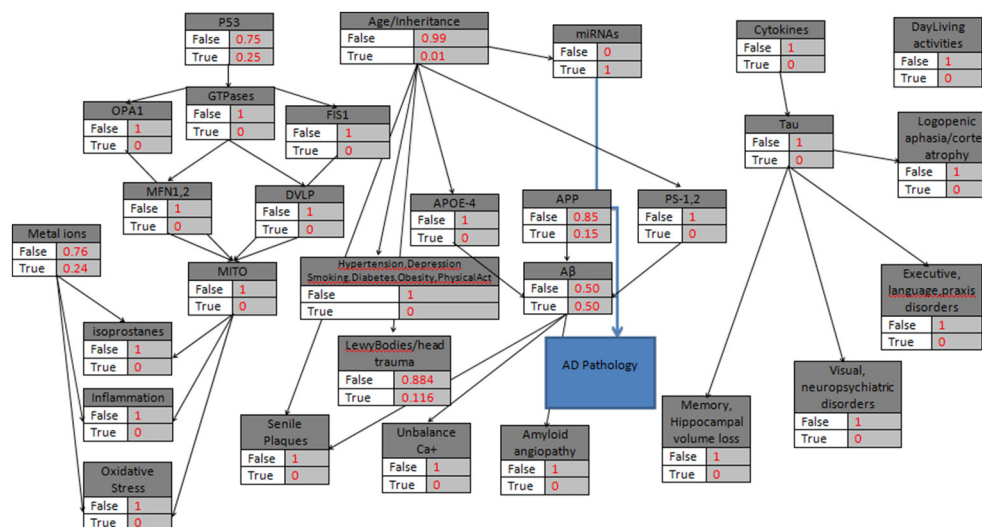 P53
False 0.75
True 0.25
Age/Inheritance
False 0.99
True 0.01
miRNAs
False 0
True 1
Cytokines
False 1
True 0
DayLiving
activities
False 1
True 0
OPA1
False 1
True 0
GTPases
False 1
True 0
FIS1
False 1
True 0
Tau
False 1
True 0
Logopenic
aphasia/corte
atrophy
False 1
True 0
MFN1,2
False 1
True 0
DVLP
False 1
True 0
APOE-4
False 1
True 0
APP
False 0.85
True 0.15
PS-1,2
False 1
True 0
Metal ions
False 0.76
True 0.24
MITO
False 1
True 0
Hypertension,Depression
Smoking,Diabetes,Obesity,PhysicalAct
False 1
True 0
Aβ
False 0.50
True 0.50
Executive,
language,praxis
disorders
False 1
True 0
isoprostanes
False 1
True 0
LewyBodies/head
trauma
False 0.884
True 0.116
AD Pathology
Visual,
neuropsychiatric
disorders
False 1
True 0
Inflammation
False 1
True 0
Senile
Plaques
False 1
True 0
Unbalance
Ca+
False 1
True 0
Amyloid
angiopathy
False 1
True 0
Memory,
Hippocampal
volume loss
False 1
True 0
Oxidative
Stress
False 1
True 0